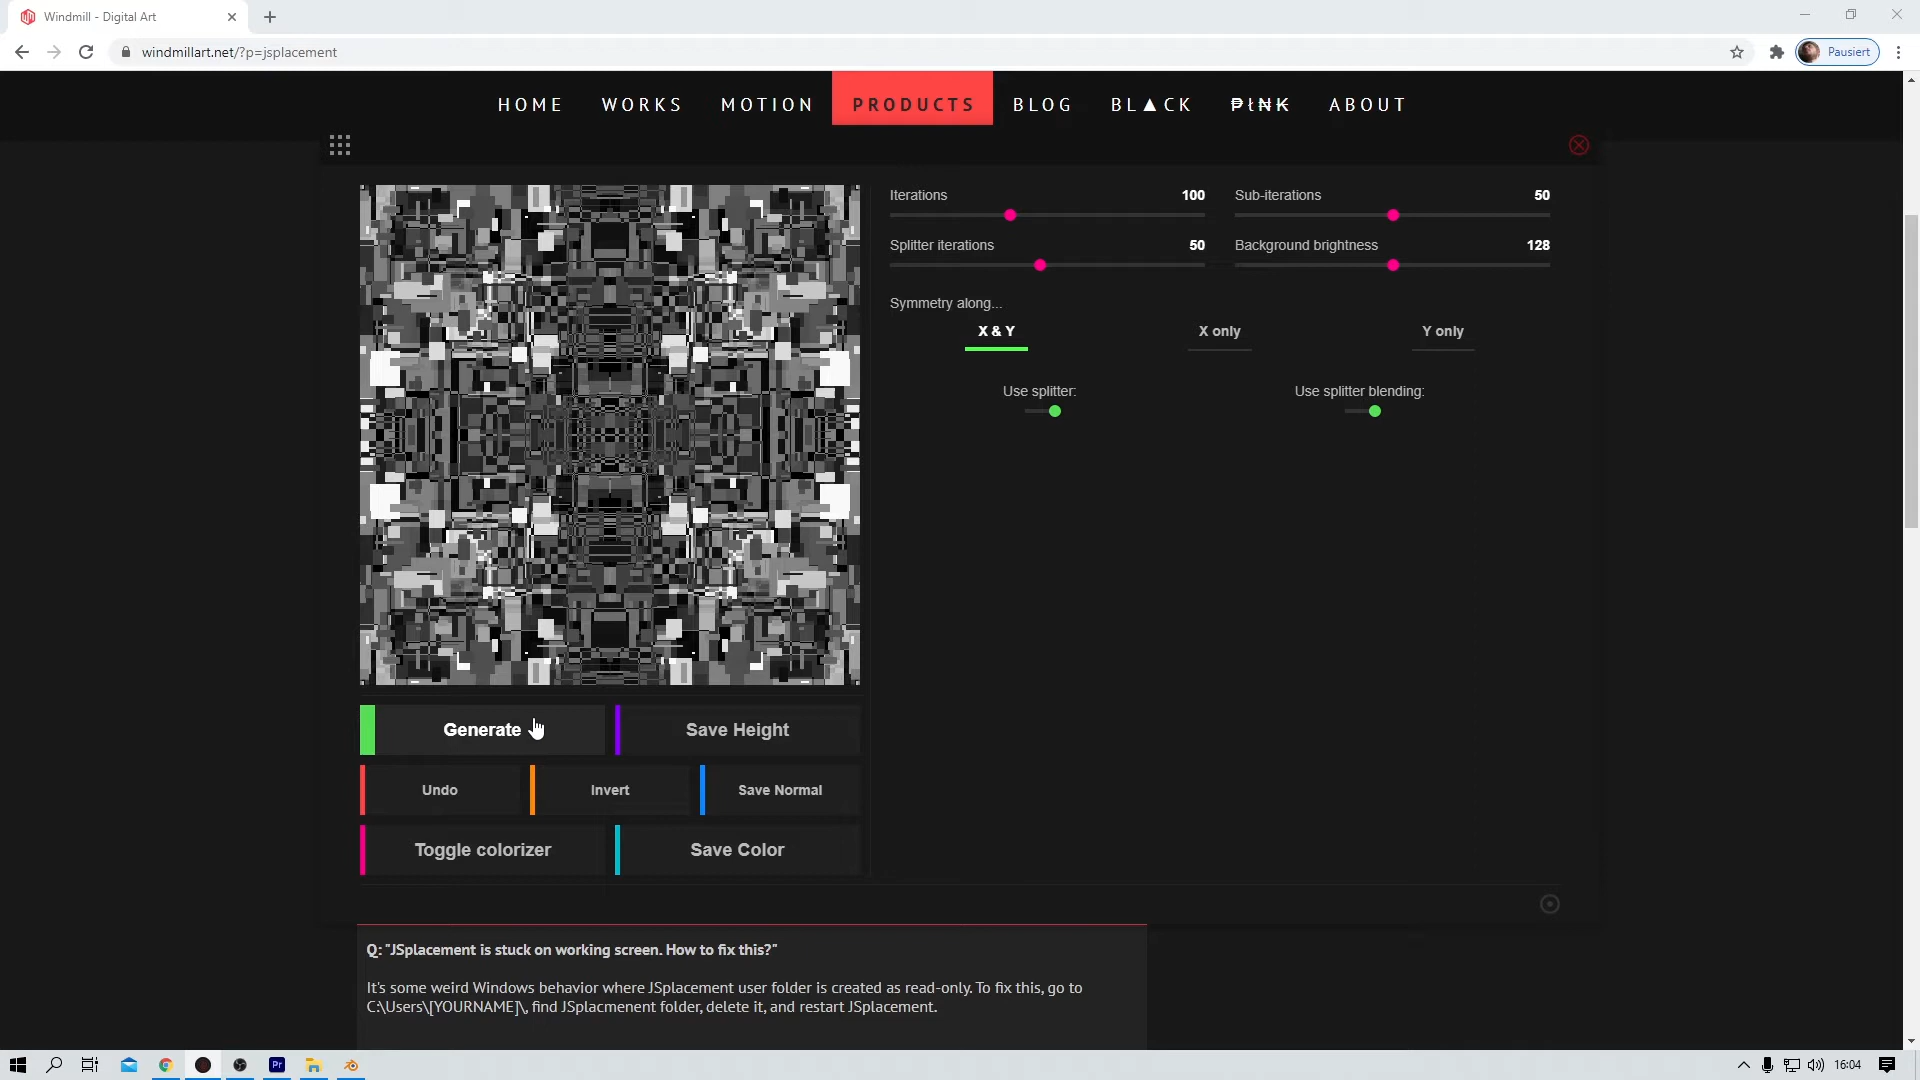 Windmill - Digital Art
windmillart.net/?p=jsplacement
Pausiert
HOME WORKS MOTION PRODUCTS BLOG BL▲CK ₱ł₦₭ ABOUT
Iterations 100 Sub-iterations 50
Splitter iterations 50 Background brightness 128
Symmetry along...
X & Y X only Y only
Use splitter: Use splitter blending:
Generate Save Height
Undo Invert Save Normal
Toggle colorizer Save Color
Q: "JSplacement is stuck on working screen. How to fix this?"
It's some weird Windows behavior where JSplacement user folder is created as read-only. To fix this, go to
C:\Users\[YOURNAME]\, find JSplacmenent folder, delete it, and restart JSplacement.
Pr
16:04